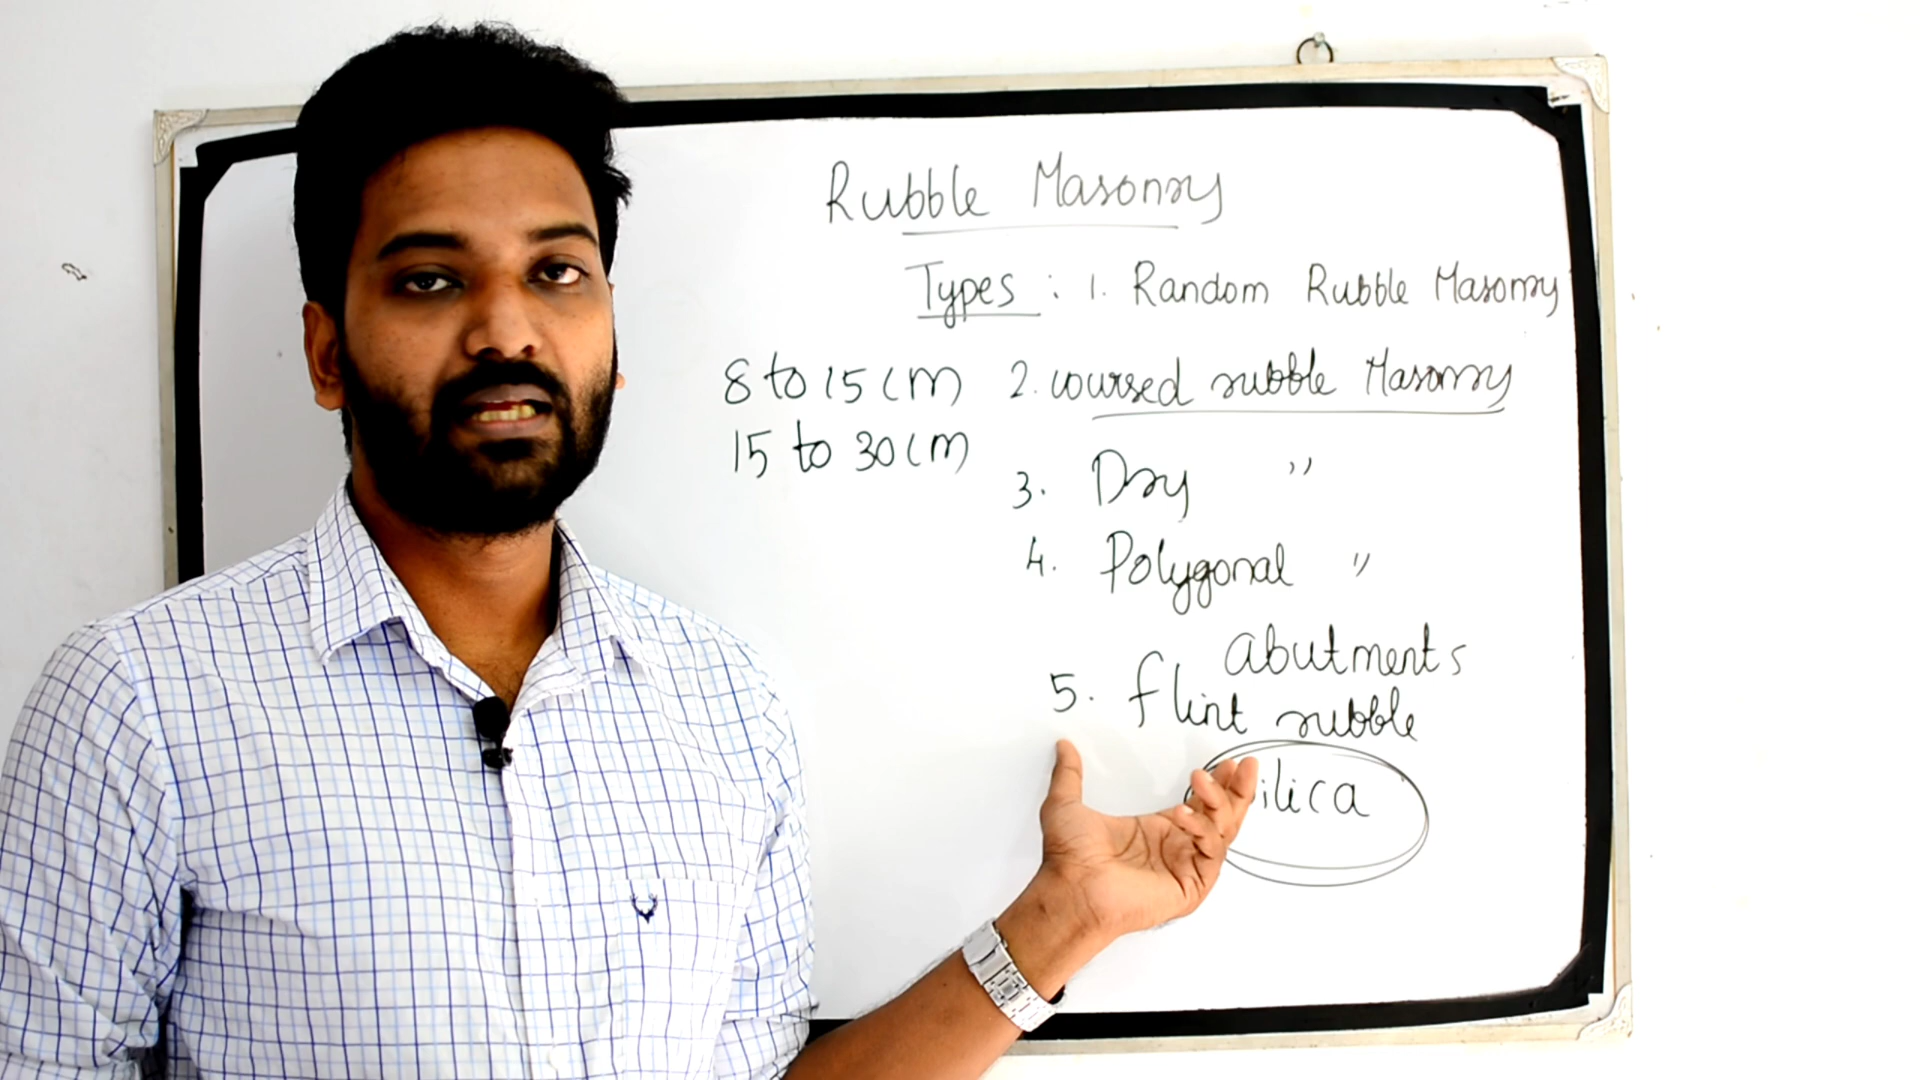 Rubble Masonry
Types : 1. Random Rubble Masonry
8 to 15 cm
2. coursed rubble Masonry
15 to 30 cm
3. Dry "
4. Polygonal "
abutments
5. flint rubble
ilica